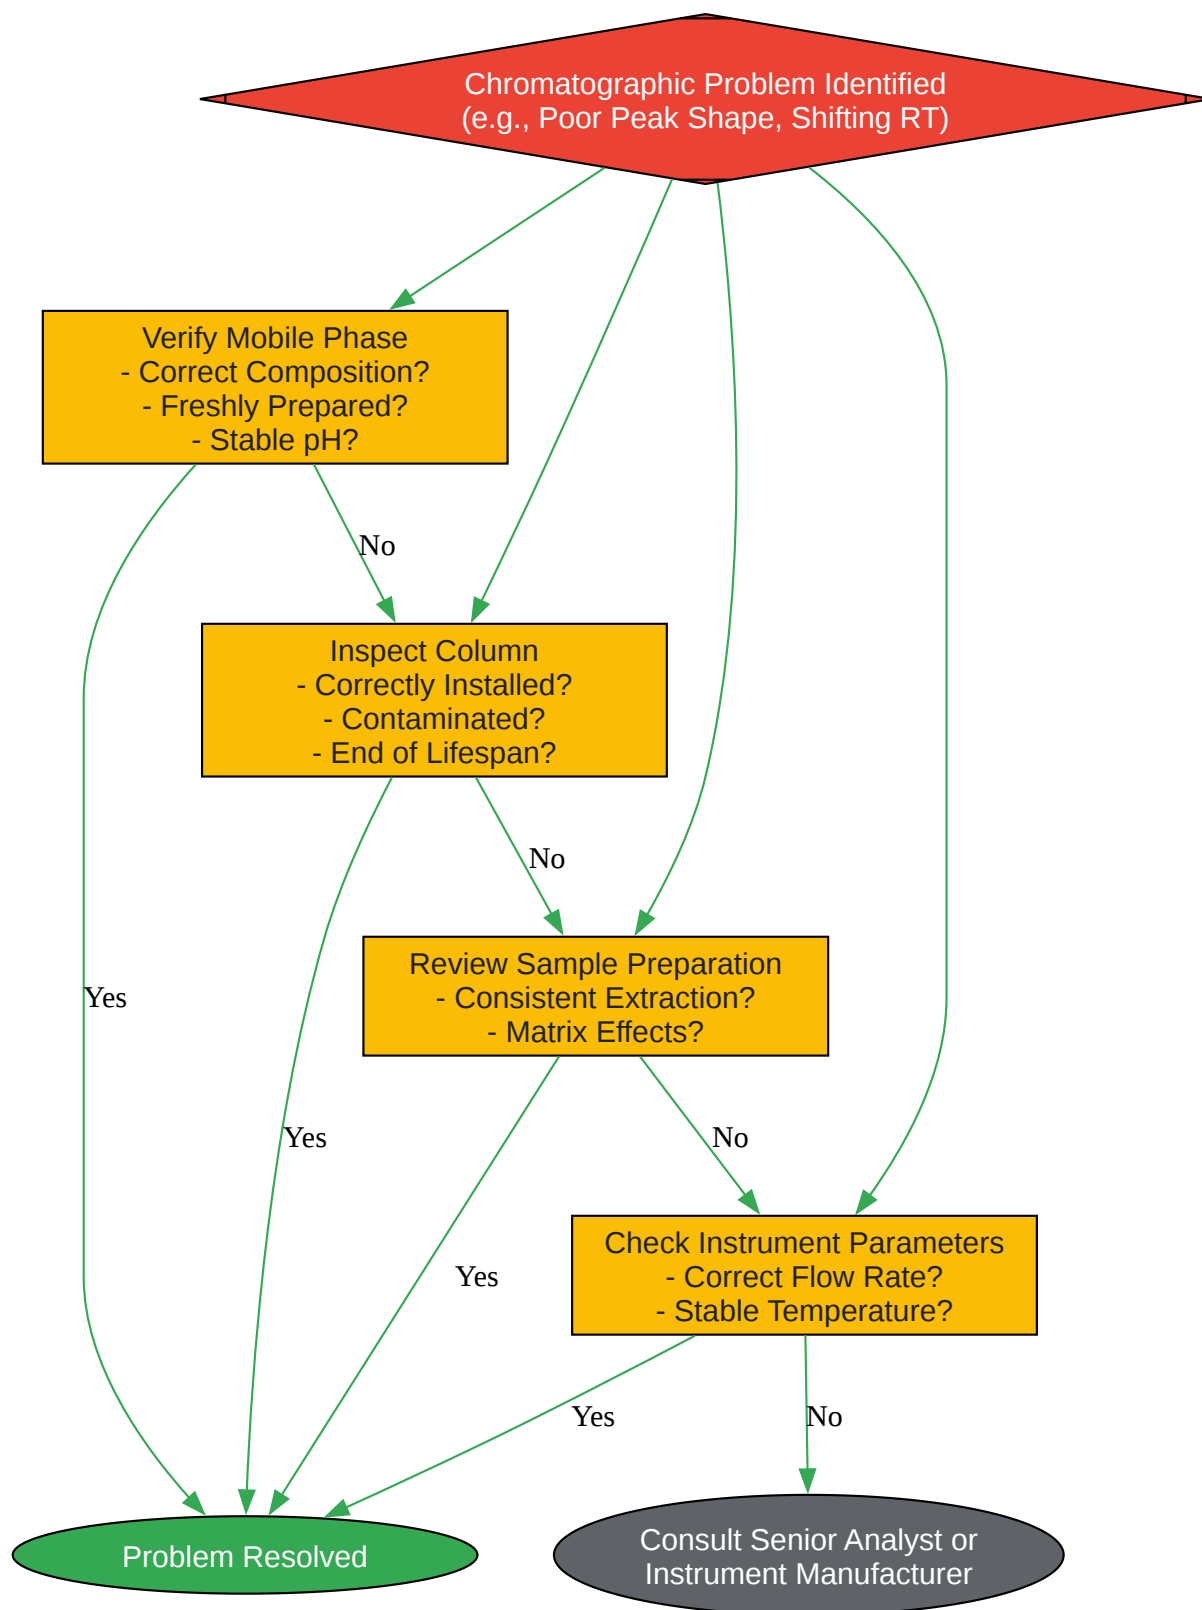 Chromatographic Problem Identified
(e.g., Poor Peak Shape, Shifting RT)
Verify Mobile Phase
- Correct Composition?
- Freshly Prepared?
- Stable pH?
No
Inspect Column
- Correctly Installed?
- Contaminated?
- End of Lifespan?
No
Review Sample Preparation
- Consistent Extraction?
- Matrix Effects?
Yes
Yes
No
Check Instrument Parameters
- Correct Flow Rate?
- Stable Temperature?
Yes
Yes
No
Problem Resolved
Consult Senior Analyst or
Instrument Manufacturer